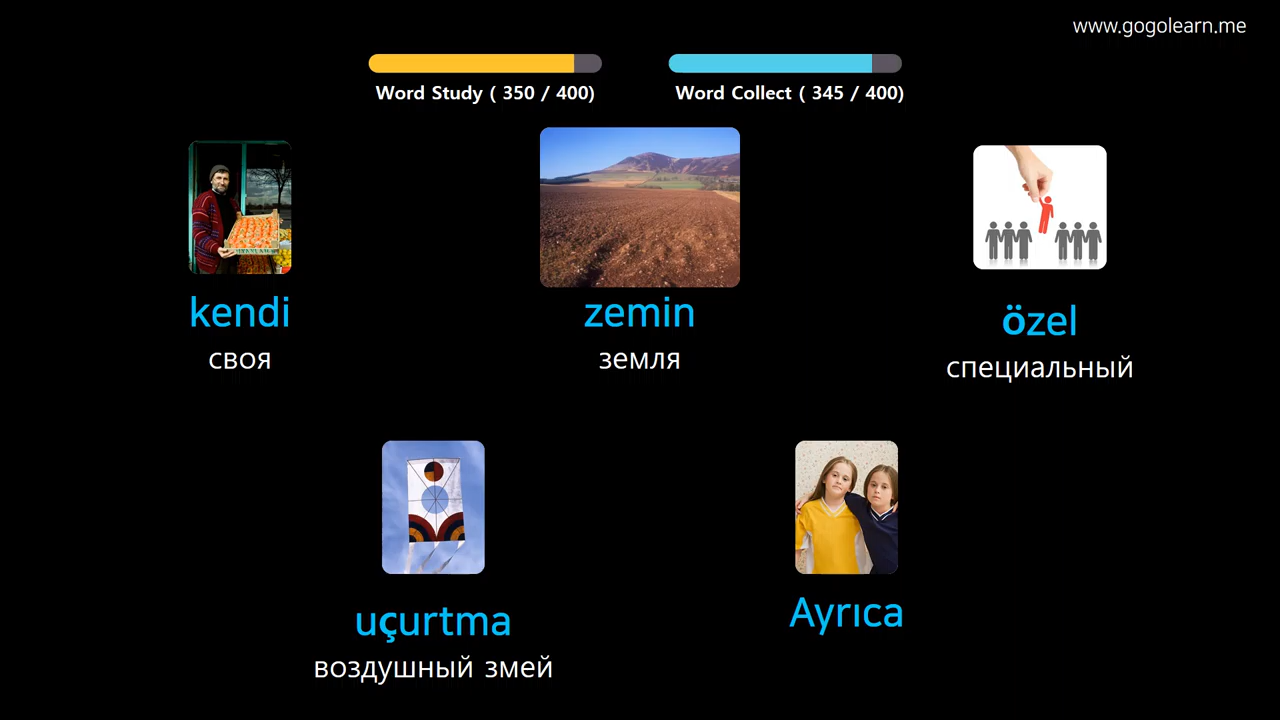 www.gogolearn.me
Word Study ( 350 / 400)
Word Collect ( 345 / 400)
kendi
своя
zemin
земля
özel
специальный
uçurtma
воздушный змей
Ayrıca